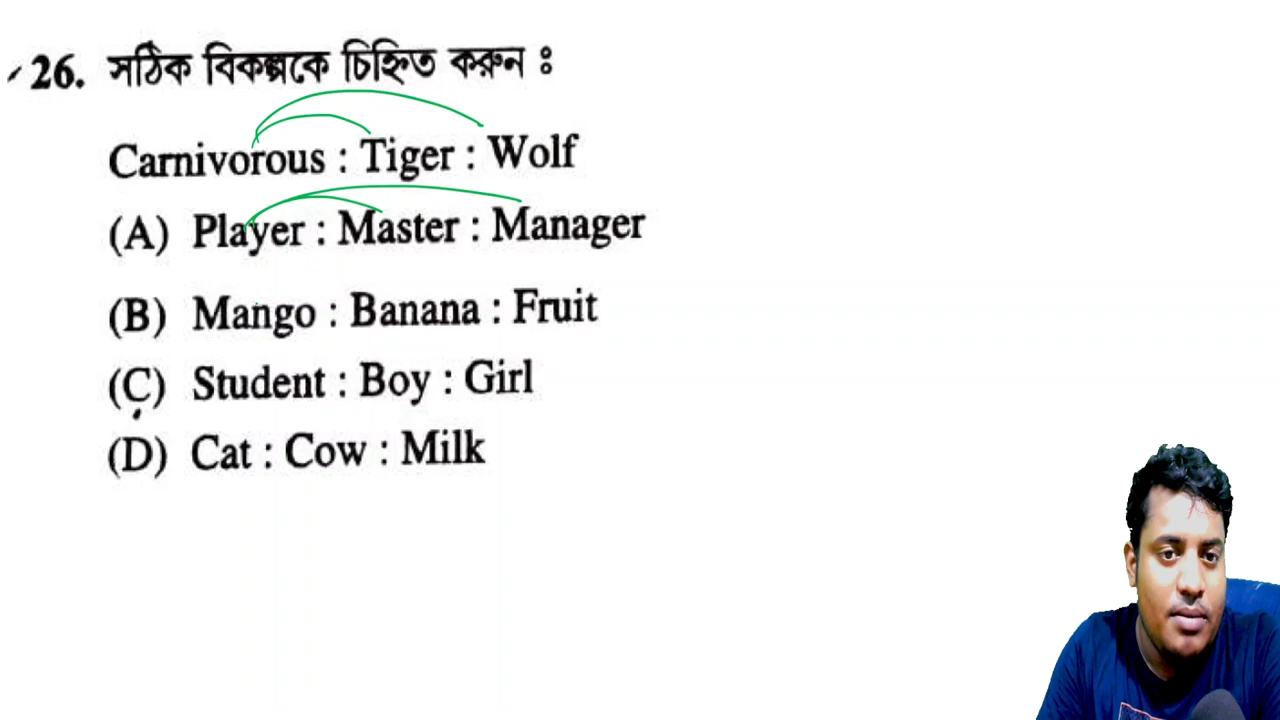 26. সঠিক বিকল্পকে চিহ্নিত করুন ঃ
Carnivorous : Tiger : Wolf
(A) Player : Master : Manager
(B) Mango : Banana : Fruit
(C) Student : Boy : Girl
(D) Cat : Cow : Milk